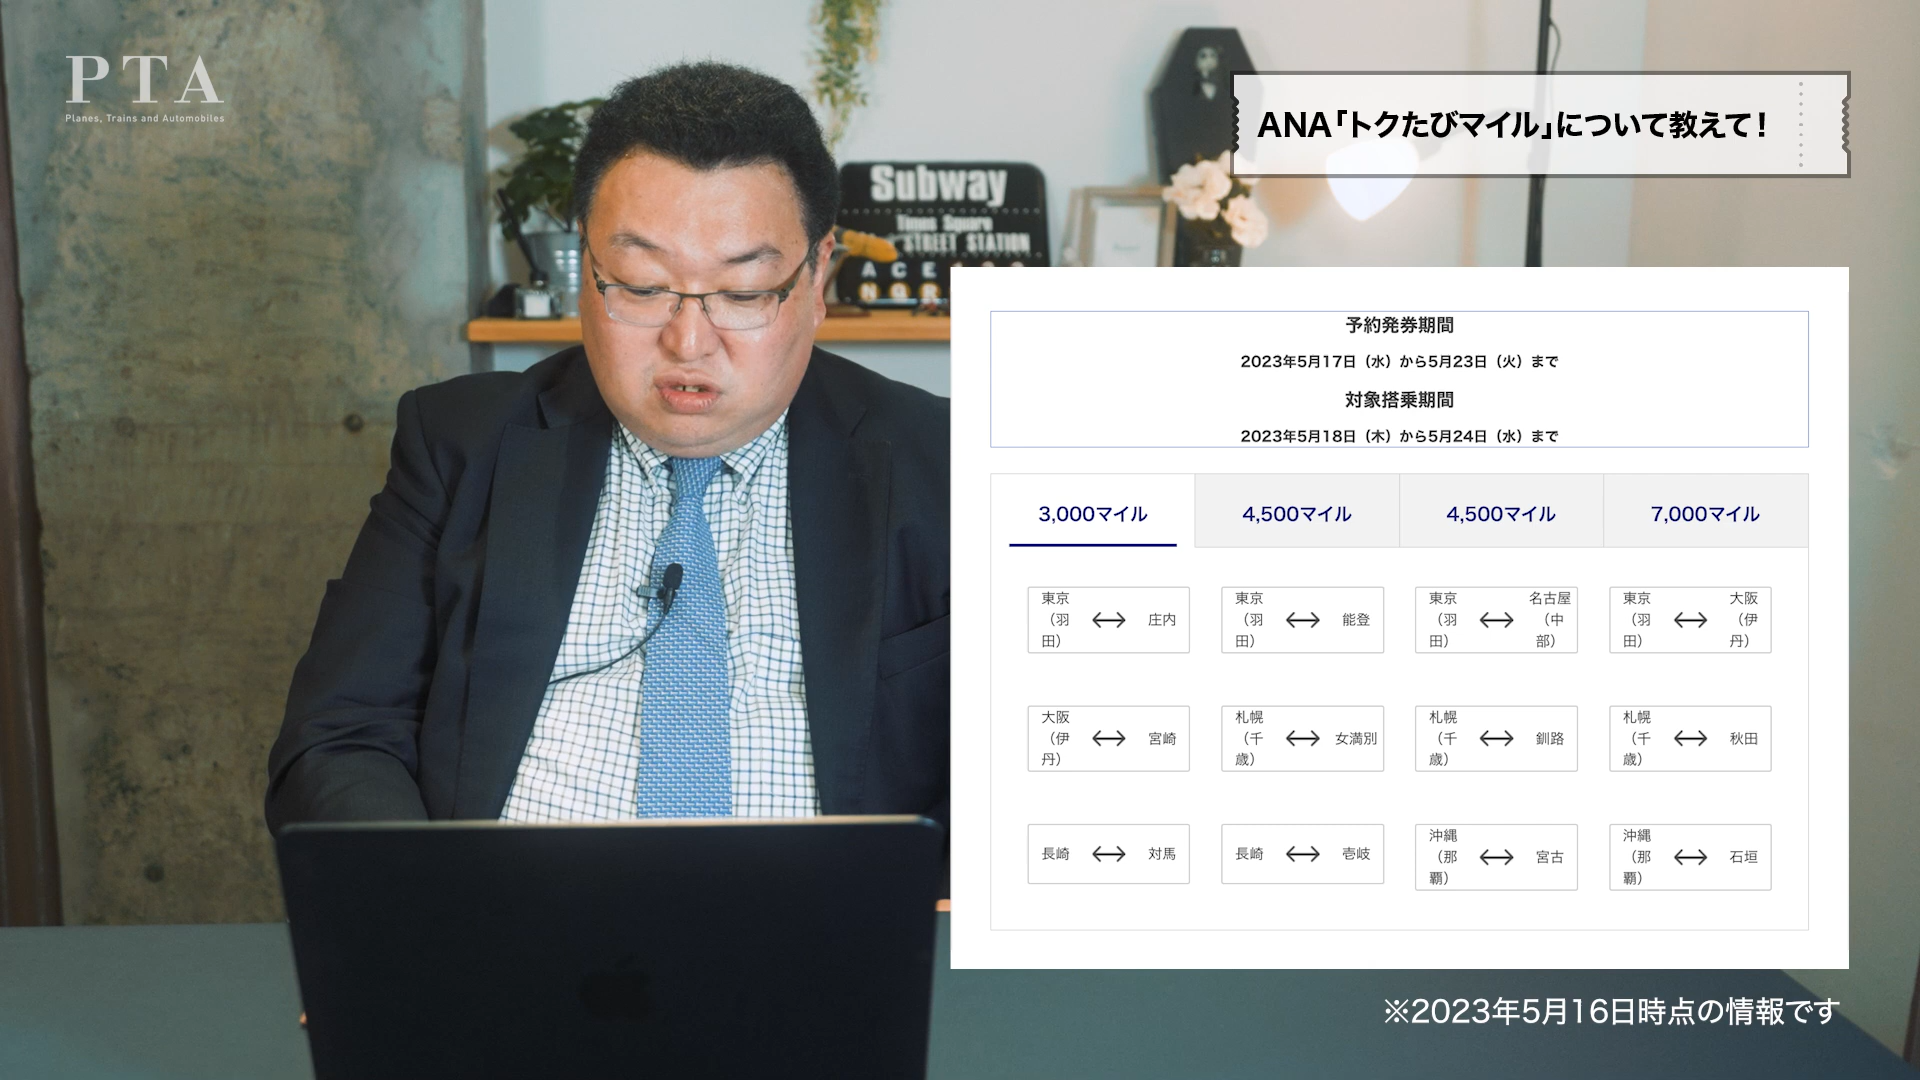 PTA
Planes, Trains and Automobiles
ANA「トクたびマイル」について教えて!
Subway
Times Square
STREET STATION
A C E
N Q R
予約発券期間
2023年5月17日（水）から5月23日（火）まで
対象搭乗期間
2023年5月18日（木）から5月24日（水）まで
3,000マイル
4,500マイル
4,500マイル
7,000マイル
東京（羽田） ↔ 庄内
東京（羽田） ↔ 能登
東京（羽田） ↔ 名古屋（中部）
東京（羽田） ↔ 大阪（伊丹）
大阪（伊丹） ↔ 宮崎
札幌（千歳） ↔ 女満別
札幌（千歳） ↔ 釧路
札幌（千歳） ↔ 秋田
長崎 ↔ 対馬
長崎 ↔ 壱岐
沖縄（那覇） ↔ 宮古
沖縄（那覇） ↔ 石垣
※2023年5月16日時点の情報です